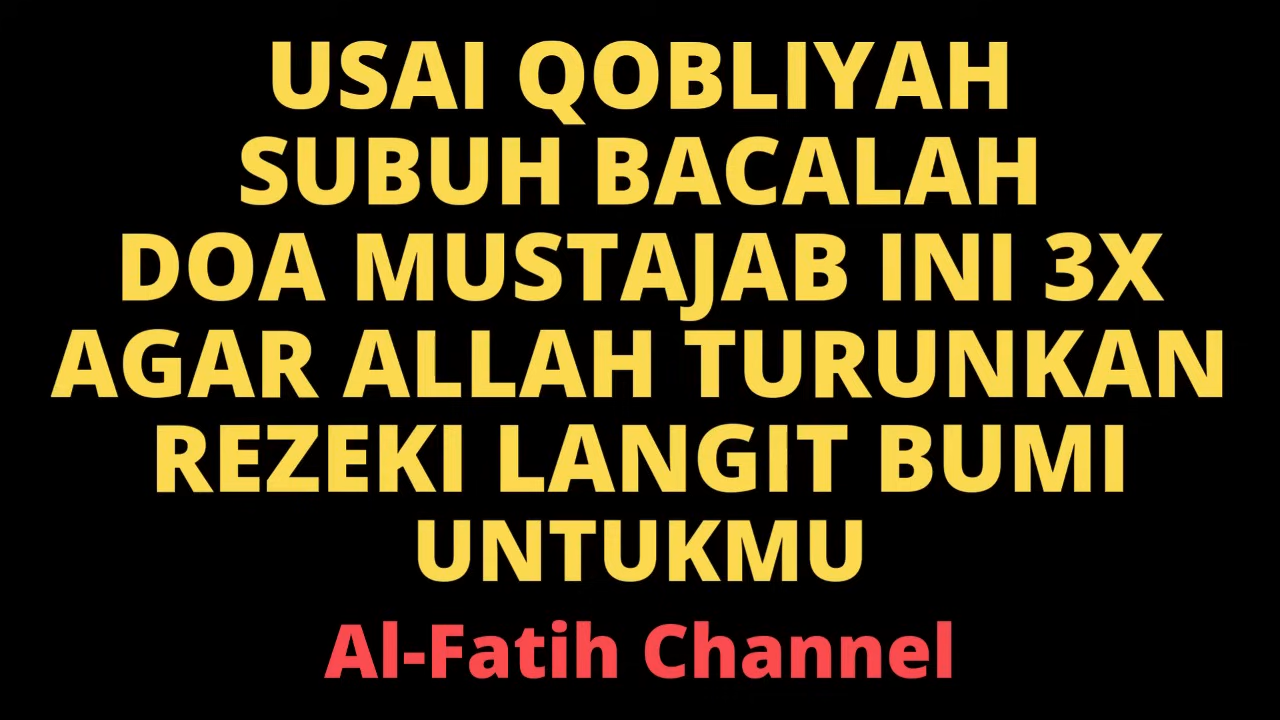 USAI QOBLIYAH
SUBUH BACALAH
DOA MUSTAJAB INI 3X
AGAR ALLAH TURUNKAN
REZEKI LANGIT BUMI
UNTUKMU
Al-Fatih Channel